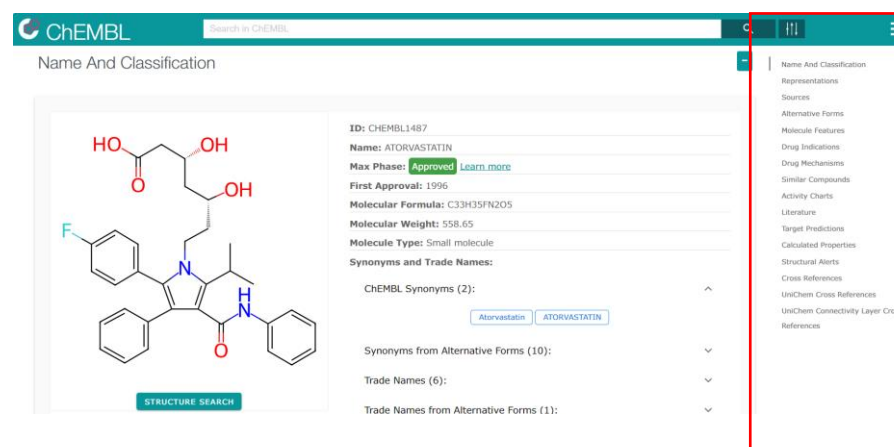 ChEMBL
Search in ChEMBL
Name And Classification
HO
OH
O
OH
F
N
H
N
O
STRUCTURE SEARCH
ID: CHEMBL1487
Name: ATORVASTATIN
Max Phase: Approved Learn more
First Approval: 1996
Molecular Formula: C33H35FN2O5
Molecular Weight: 558.65
Molecule Type: Small molecule
Synonyms and Trade Names:
ChEMBL Synonyms (2):
Atorvastatin ATORVASTATIN
Synonyms from Alternative Forms (10):
Trade Names (6):
Trade Names from Alternative Forms (1):
Name And Classification
Representations
Sources
Alternative Forms
Molecule Features
Drug Indications
Drug Mechanisms
Similar Compounds
Activity Charts
Literature
Target Predictions
Calculated Properties
Structural Alerts
Cross References
UniChem Cross References
UniChem Connectivity Layer Cro
References